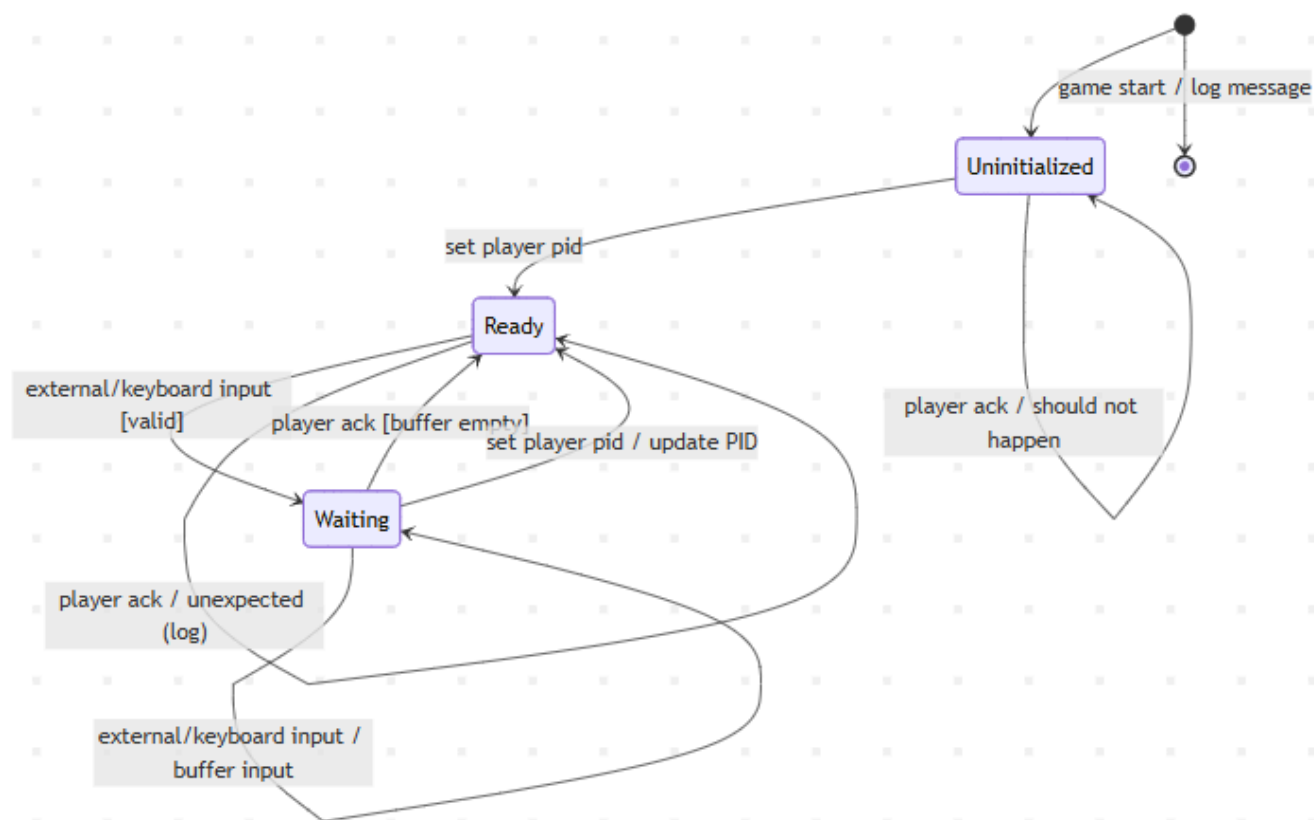 game start / log message
Uninitialized
set player pid
Ready
external/keyboard input
[valid]
player ack [buffer empty]
set player pid / update PID
player ack / should not
happen
Waiting
player ack / unexpected
(log)
external/keyboard input /
buffer input